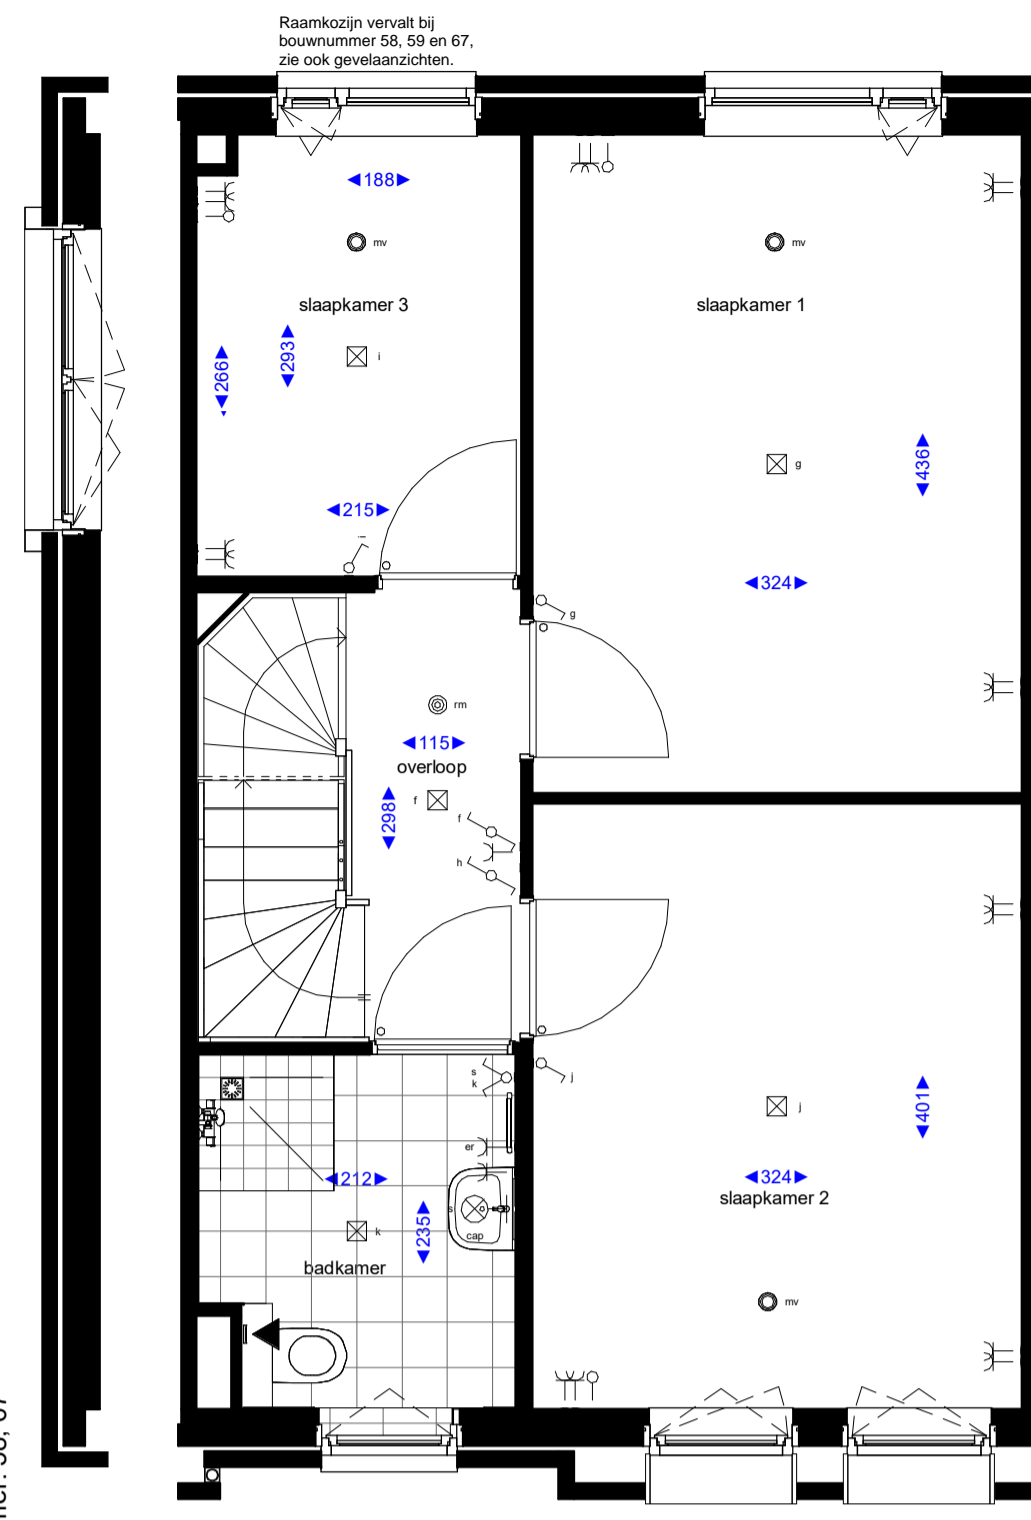 Raamkozijn vervalt bij
bouwnummer 58, 59 en 67,
zie ook gevelaanzichten.
188
mv
mv
slaapkamer 3
slaapkamer 1
293
i
266
436
g
215
324
g
rm
115
overloop
298
f
f
h
s
k
j
j
401
er
212
324
slaapkamer 2
s
cap
235
k
badkamer
mv